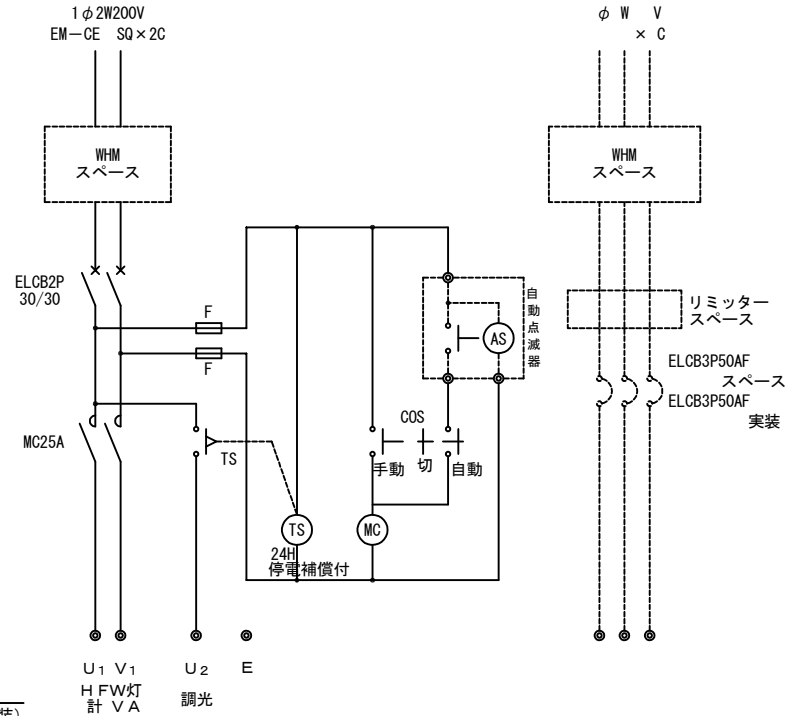 1φ2W200V
EM－CE SQ×2C
φ W V
× C
WHM
スペース
WHM
スペース
ELCB2P
30/30
F
F
自動点滅器
AS
リミッター
スペース
ELCB3P50AF
スペース
ELCB3P50AF
実装
MC25A
TS
COS
手動
切
自動
TS
MC
24H
停電補償付
U1 V1
U2
E
HFW灯
計 VA
調光
装)